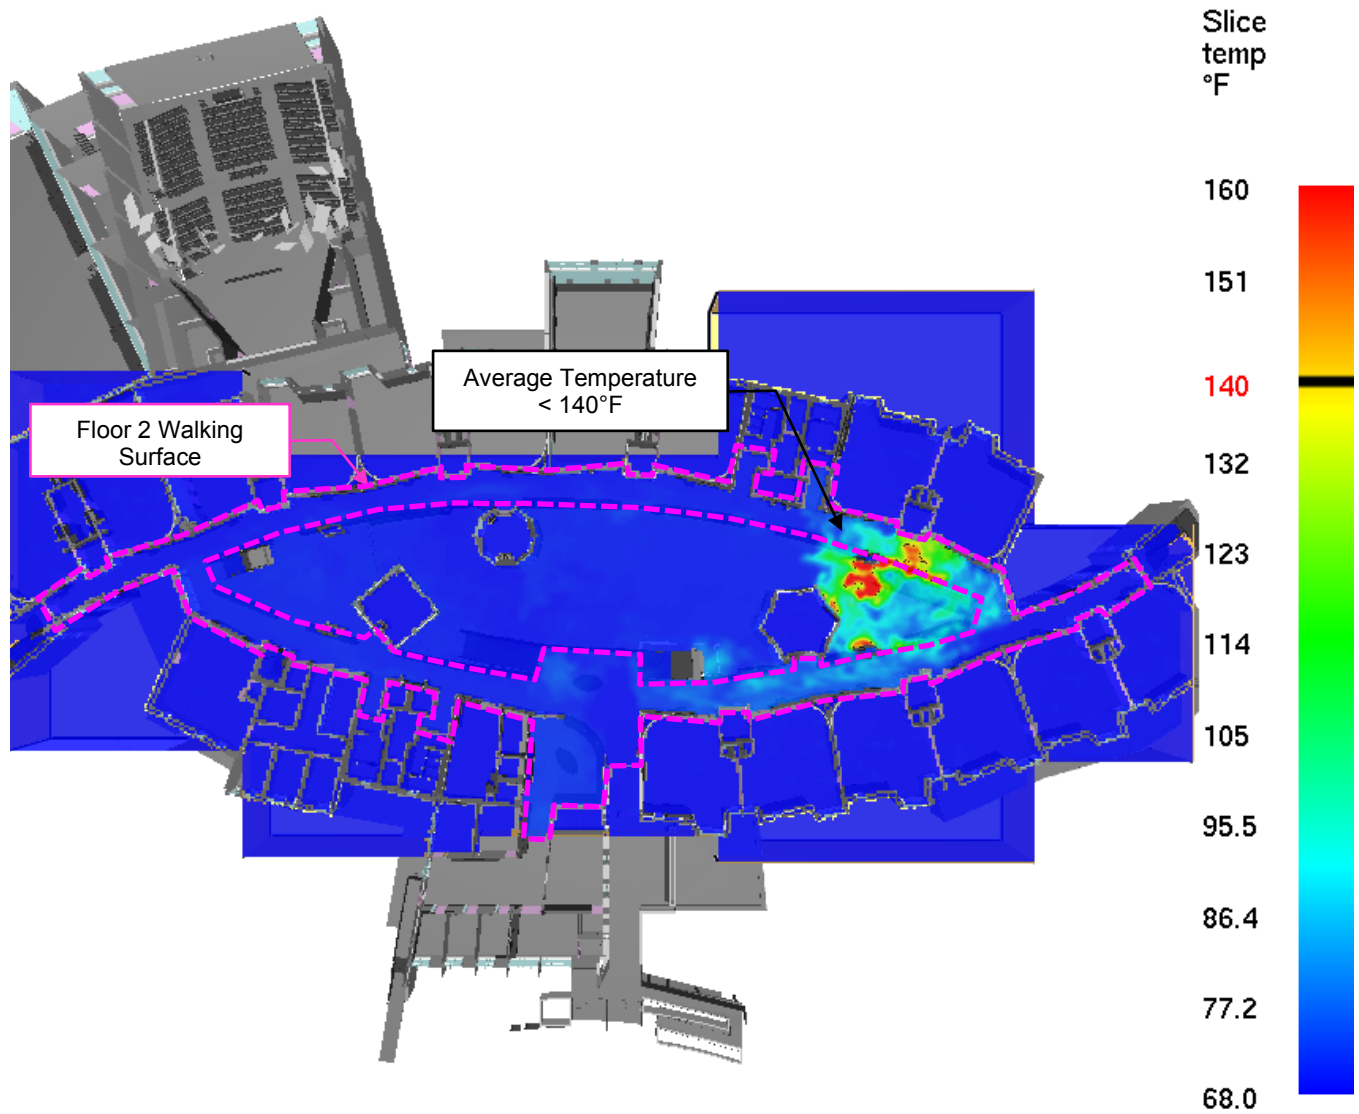 Slice
temp
°F
160
151
140
132
123
114
105
95.5
86.4
77.2
68.0
Average Temperature
< 140°F
Floor 2 Walking
Surface